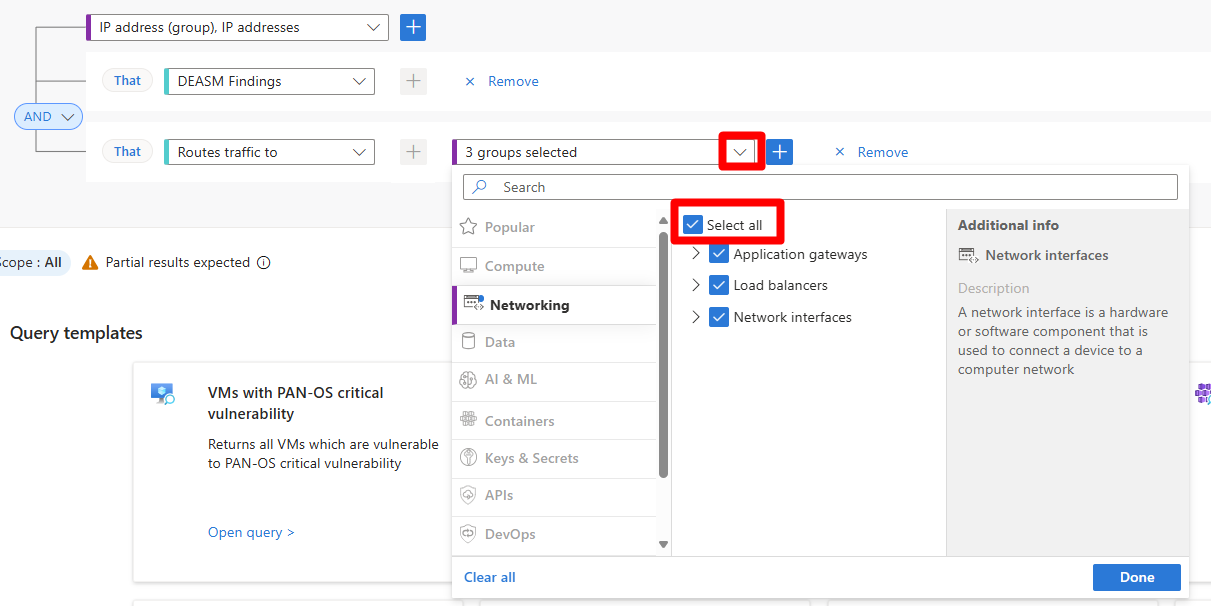 IP address (group), IP addresses
That
DEASM Findings
Remove
AND
That
Routes traffic to
3 groups selected
Remove
Search
Popular
Compute
Networking
Data
AI & ML
Containers
Keys & Secrets
APIs
DevOps
Select all
Application gateways
Load balancers
Network interfaces
Additional info
Network interfaces
Description
A network interface is a hardware
or software component that is
used to connect a device to a
computer network
Clear all
Done
: All
Partial results expected
Query templates
VMs with PAN-OS critical
vulnerability
Returns all VMs which are vulnerable
to PAN-OS critical vulnerability
Open query >